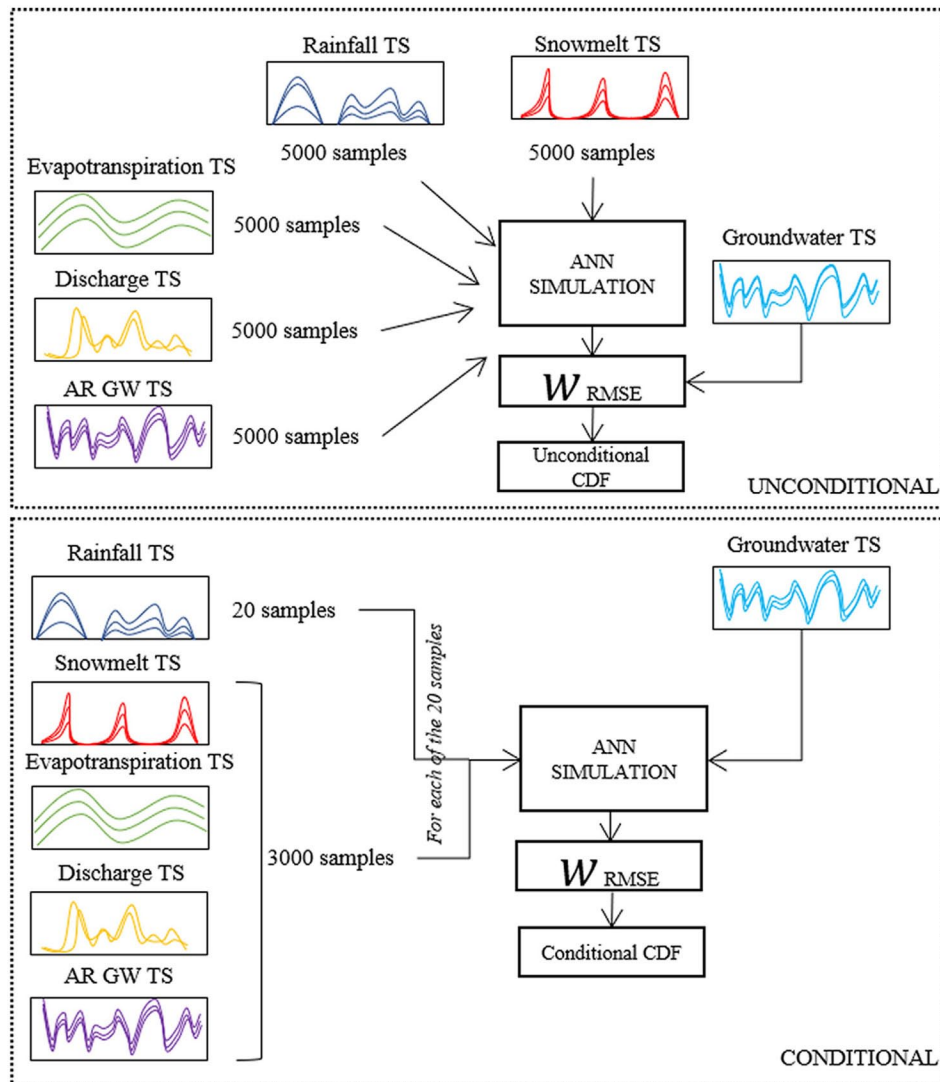 Rainfall TS
Snowmelt TS
5000 samples
5000 samples
Evapotranspiration TS
5000 samples
Discharge TS
5000 samples
AR GW TS
5000 samples
ANN
SIMULATION
Groundwater TS
W RMSE
Unconditional
CDF
UNCONDITIONAL
Rainfall TS
20 samples
Snowmelt TS
Evapotranspiration TS
3000 samples
Discharge TS
AR GW TS
For each of the 20 samples
Groundwater TS
ANN
SIMULATION
W RMSE
Conditional CDF
CONDITIONAL